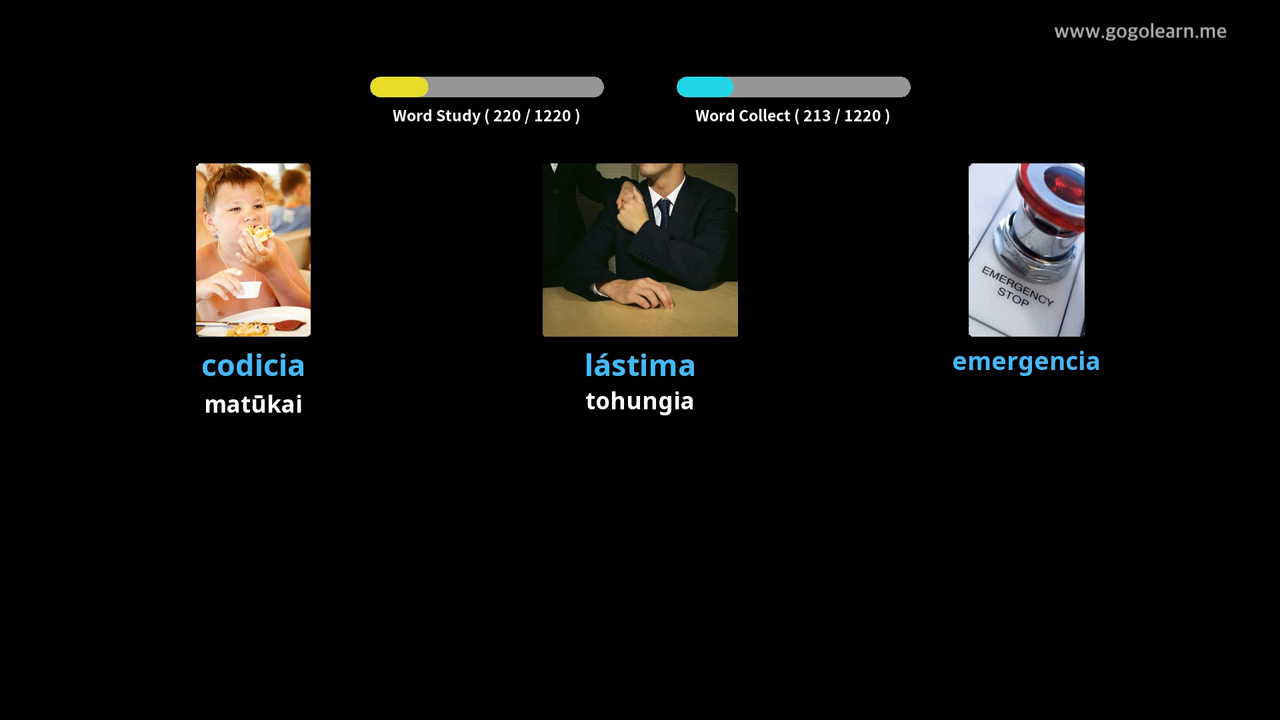 www.gogolearn.me
Word Study ( 220 / 1220 )
Word Collect ( 213 / 1220 )
EMERGENCY
STOP
codicia
lástima
emergencia
matūkai
tohungia